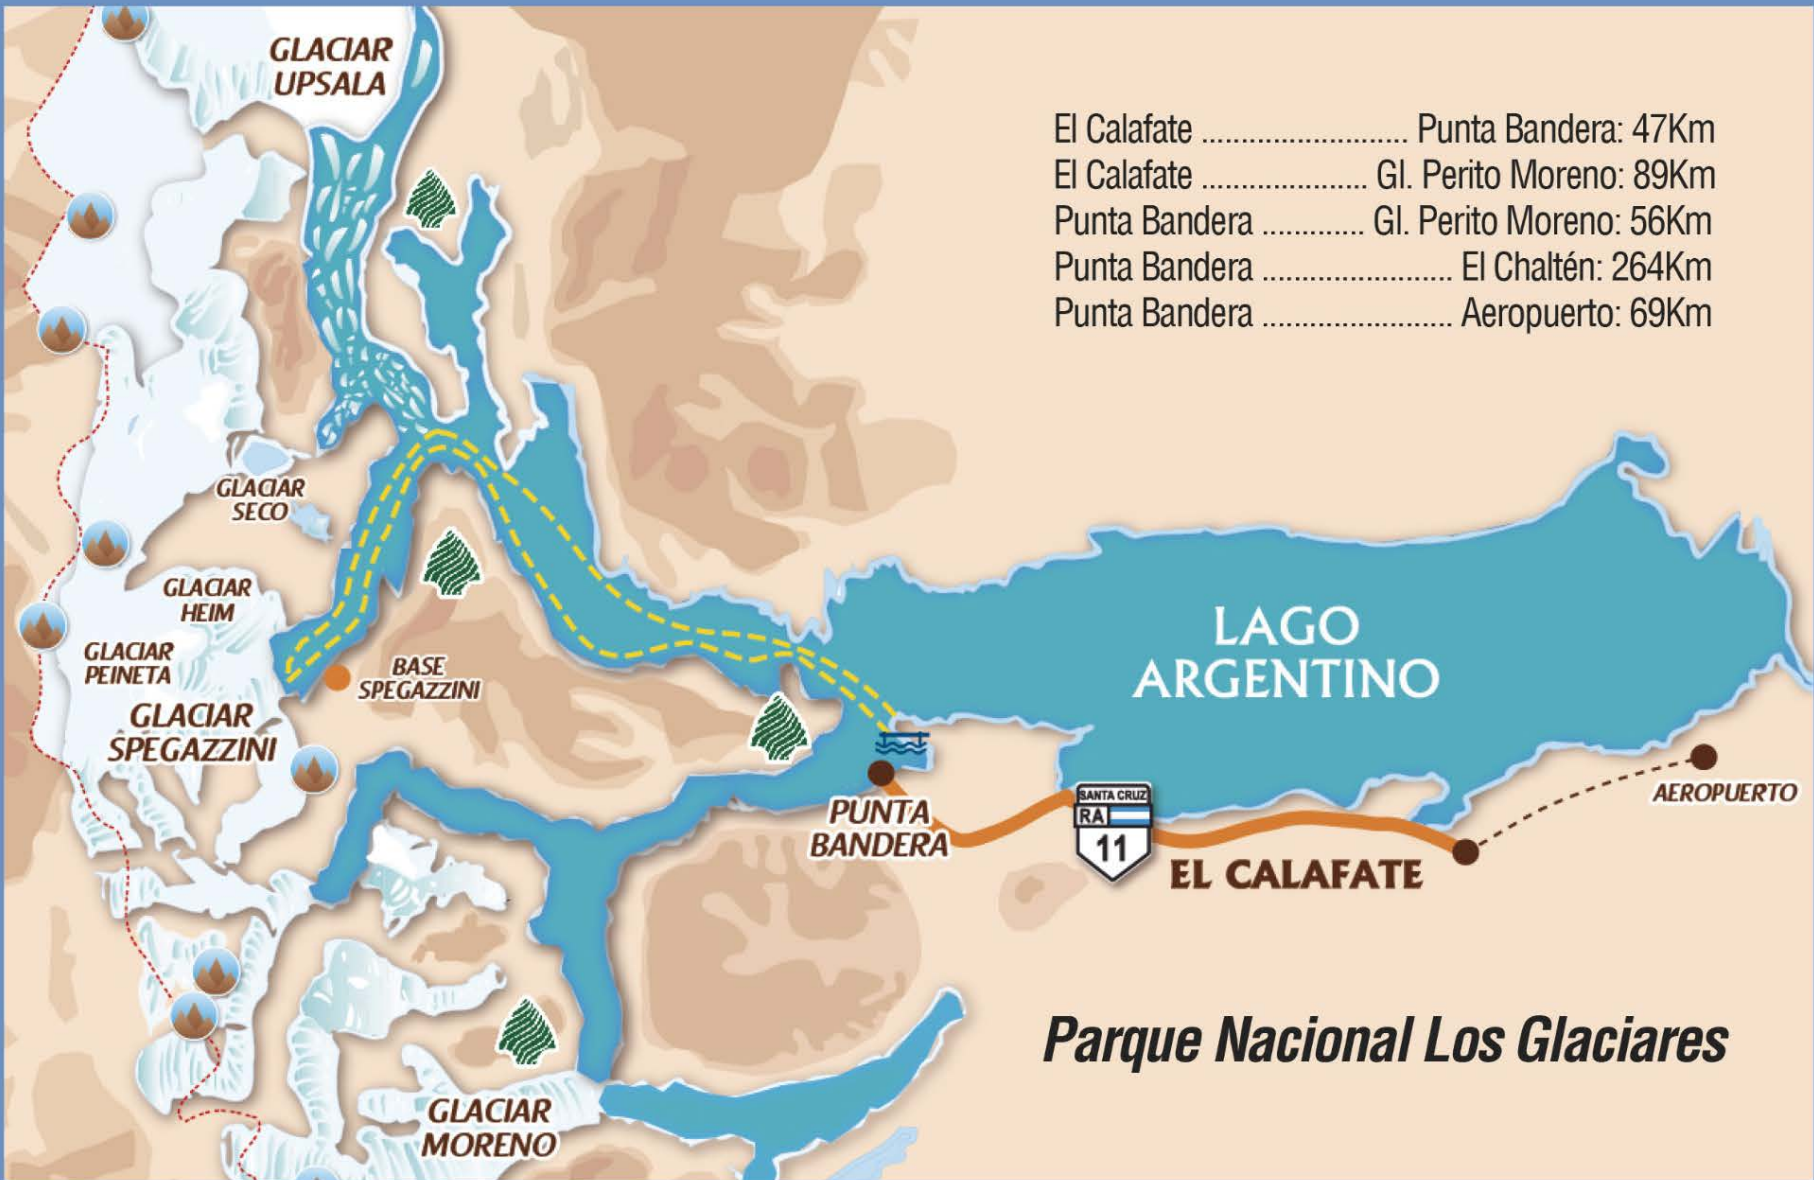 GLACIAR
UPSALA
El Calafate ......................... Punta Bandera: 47Km
El Calafate ..................... Gl. Perito Moreno: 89Km
Punta Bandera ............. Gl. Perito Moreno: 56Km
Punta Bandera ........................ El Chaltén: 264Km
Punta Bandera ........................ Aeropuerto: 69Km
GLACIAR
SECO
GLACIAR
HEIM
GLACIAR
PEINETA
BASE
SPEGAZZINI
GLACIAR
SPEGAZZINI
LAGO
ARGENTINO
PUNTA
BANDERA
SANTA CRUZ
RA
11
EL CALAFATE
AEROPUERTO
Parque Nacional Los Glaciares
GLACIAR
MORENO